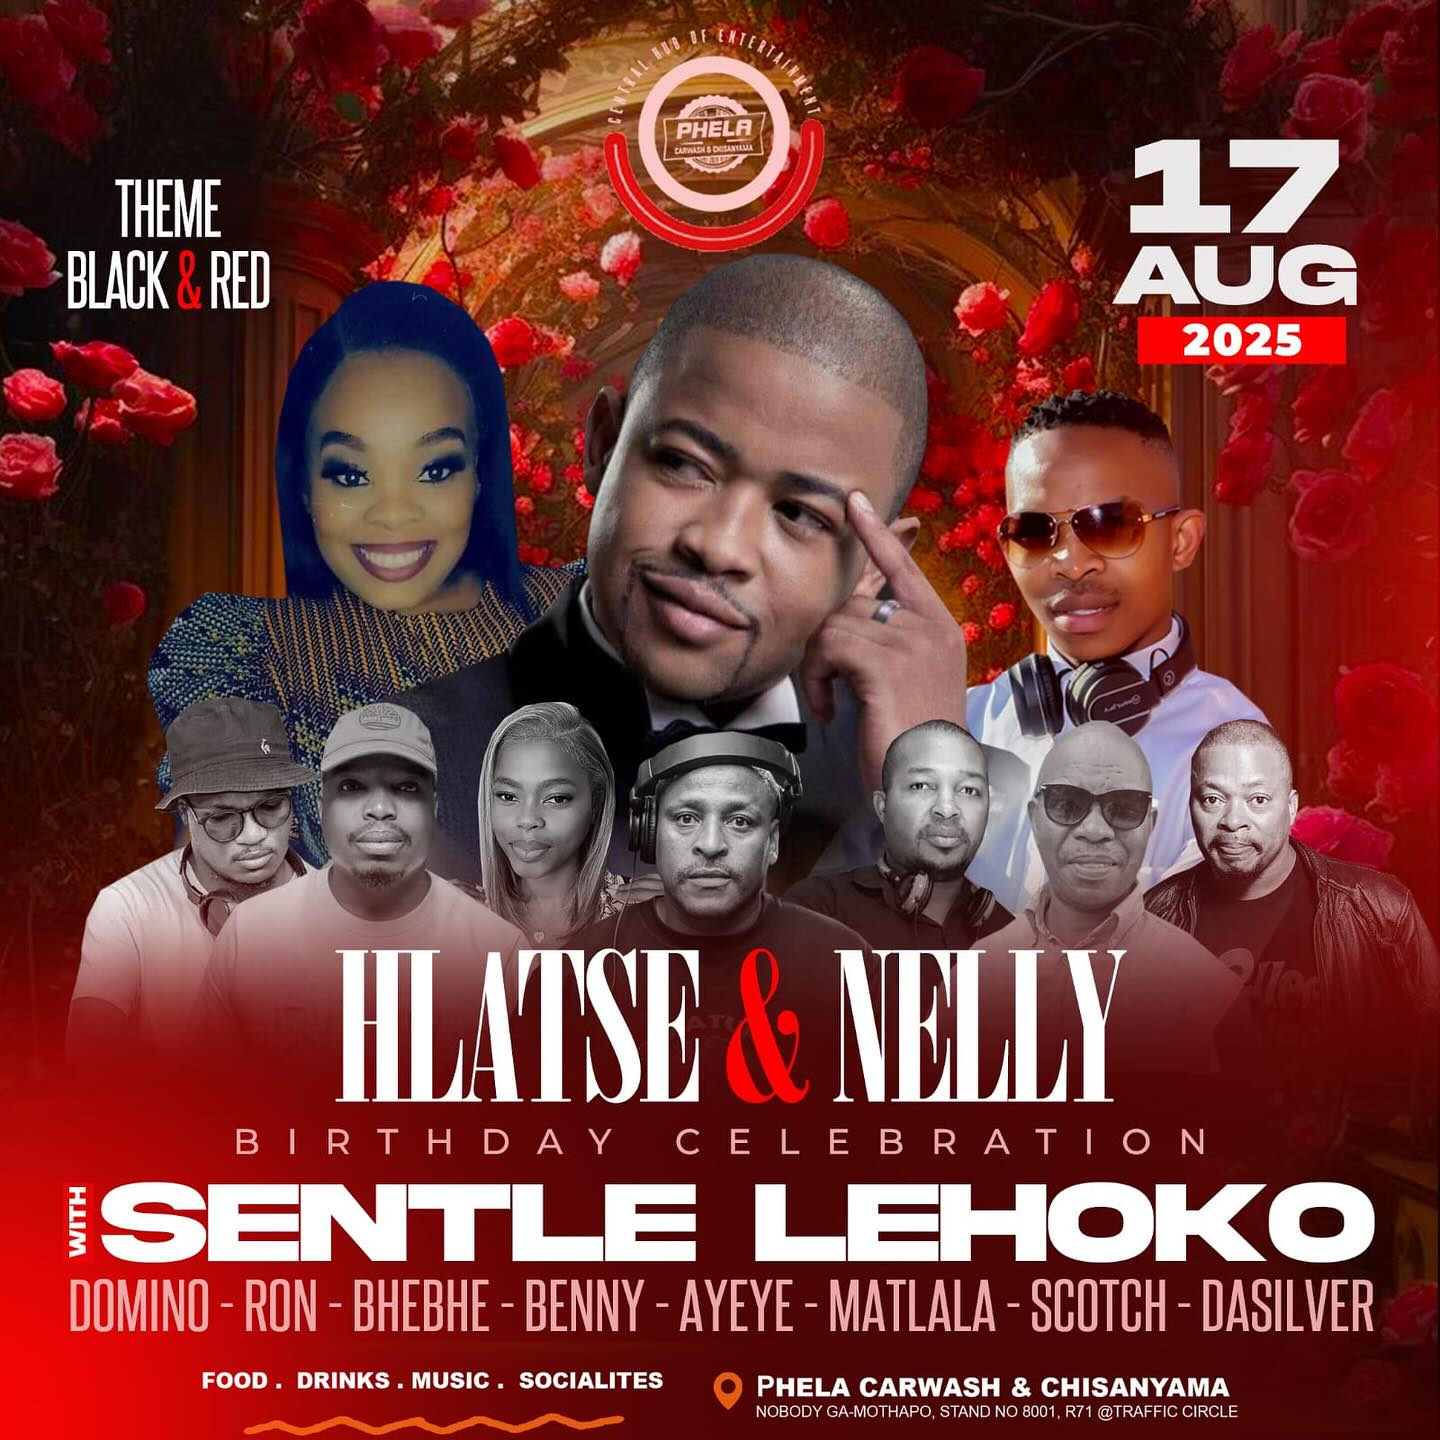 CENTRAL HUB OF ENTERTAINMENT
PHELA
CARWASH & CHISANYAMA
THEME
BLACK & RED
17
AUG
2025
HLATSE & NELLY
BIRTHDAY CELEBRATION
WITH SENTLE LEHOKO
DOMINO - RON - BHEBHE - BENNY - AYEYE - MATLALA - SCOTCH - DASILVER
FOOD . DRINKS . MUSIC . SOCIALITES
PHELA CARWASH & CHISANYAMA
NOBODY GA-MOTHAPO, STAND NO 8001, R71 @TRAFFIC CIRCLE